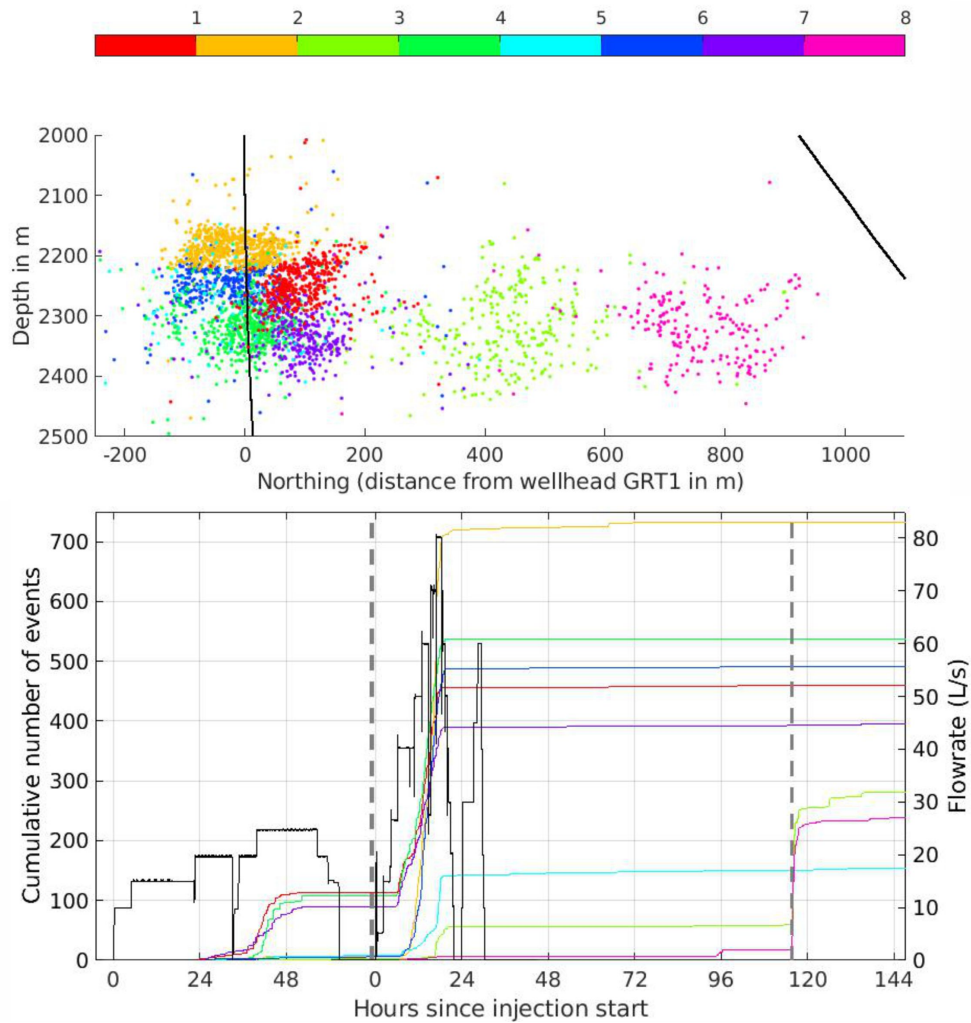 1 2 3 4 5 6 7 8
2000
2100
2200
2300
2400
2500
Depth in m
-200 0 200 400 600 800 1000
Northing (distance from wellhead GRT1 in m)
700
600
500
400
300
200
100
0
Cumulative number of events
80
70
60
50
40
30
20
10
0
Flowrate (L/s)
0 24 48 0 24 48 72 96 120 144
Hours since injection start